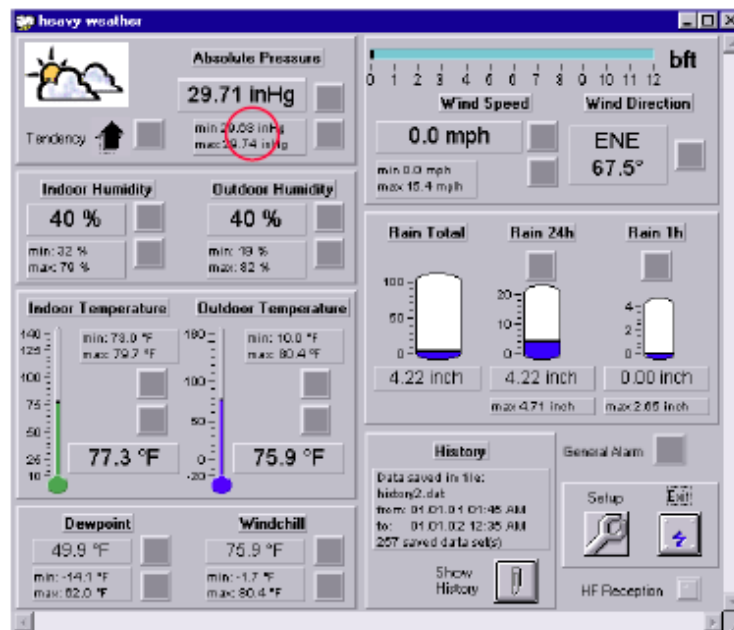 heavy weather
Absolute Pressure
29.71 inHg
min 29.63 inHg
max 29.74 inHg
Tendency
bft
0 1 2 3 4 5 6 7 8 9 10 11 12
Wind Speed
Wind Direction
0.0 mph
ENE
67.5°
min 0.0 mph
max 15.4 mph
Indoor Humidity
Outdoor Humidity
40 %
40 %
min: 32 %
max: 79 %
min: 19 %
max: 82 %
Rain Total
Rain 24h
Rain 1h
100
50
0
20
10
0
4
2
0
4.22 inch
4.22 inch
0.00 inch
max 4.71 inch
max 2.65 inch
Indoor Temperature
Outdoor Temperature
140
125
100
75
50
25
10
min: 73.0 °F
max: 79.7 °F
77.3 °F
180
100
50
0
-20
min: 10.0 °F
max: 80.4 °F
75.9 °F
Dewpoint
Windchill
49.9 °F
75.9 °F
min: -14.1 °F
max: 62.0 °F
min: -1.7 °F
max: 80.4 °F
History
Data saved in file:
history2.dat
from: 01.01.01 01:45 AM
to: 01.01.02 12:35 AM
257 saved data set(s)
Show
History
General Alarm
Setup
Exit
HF Reception